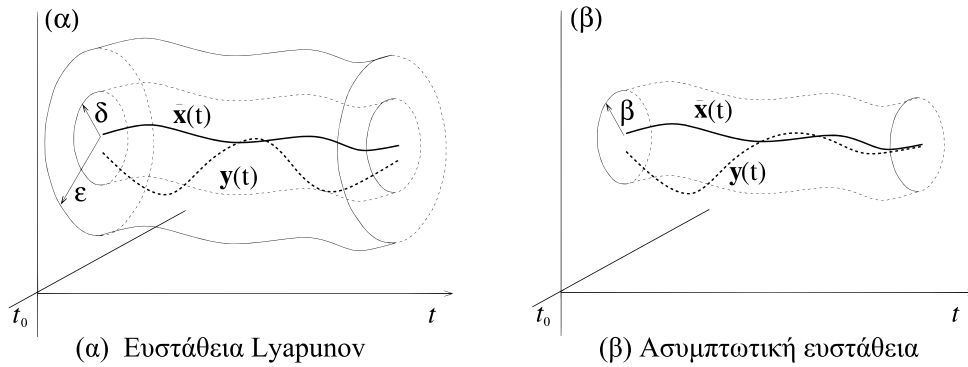 (α)
δ
x̄(t)
ε
y(t)
t₀
t
(α) Ευστάθεια Lyapunov
(β)
β
x̄(t)
y(t)
t₀
t
(β) Ασυμπτωτική ευστάθεια